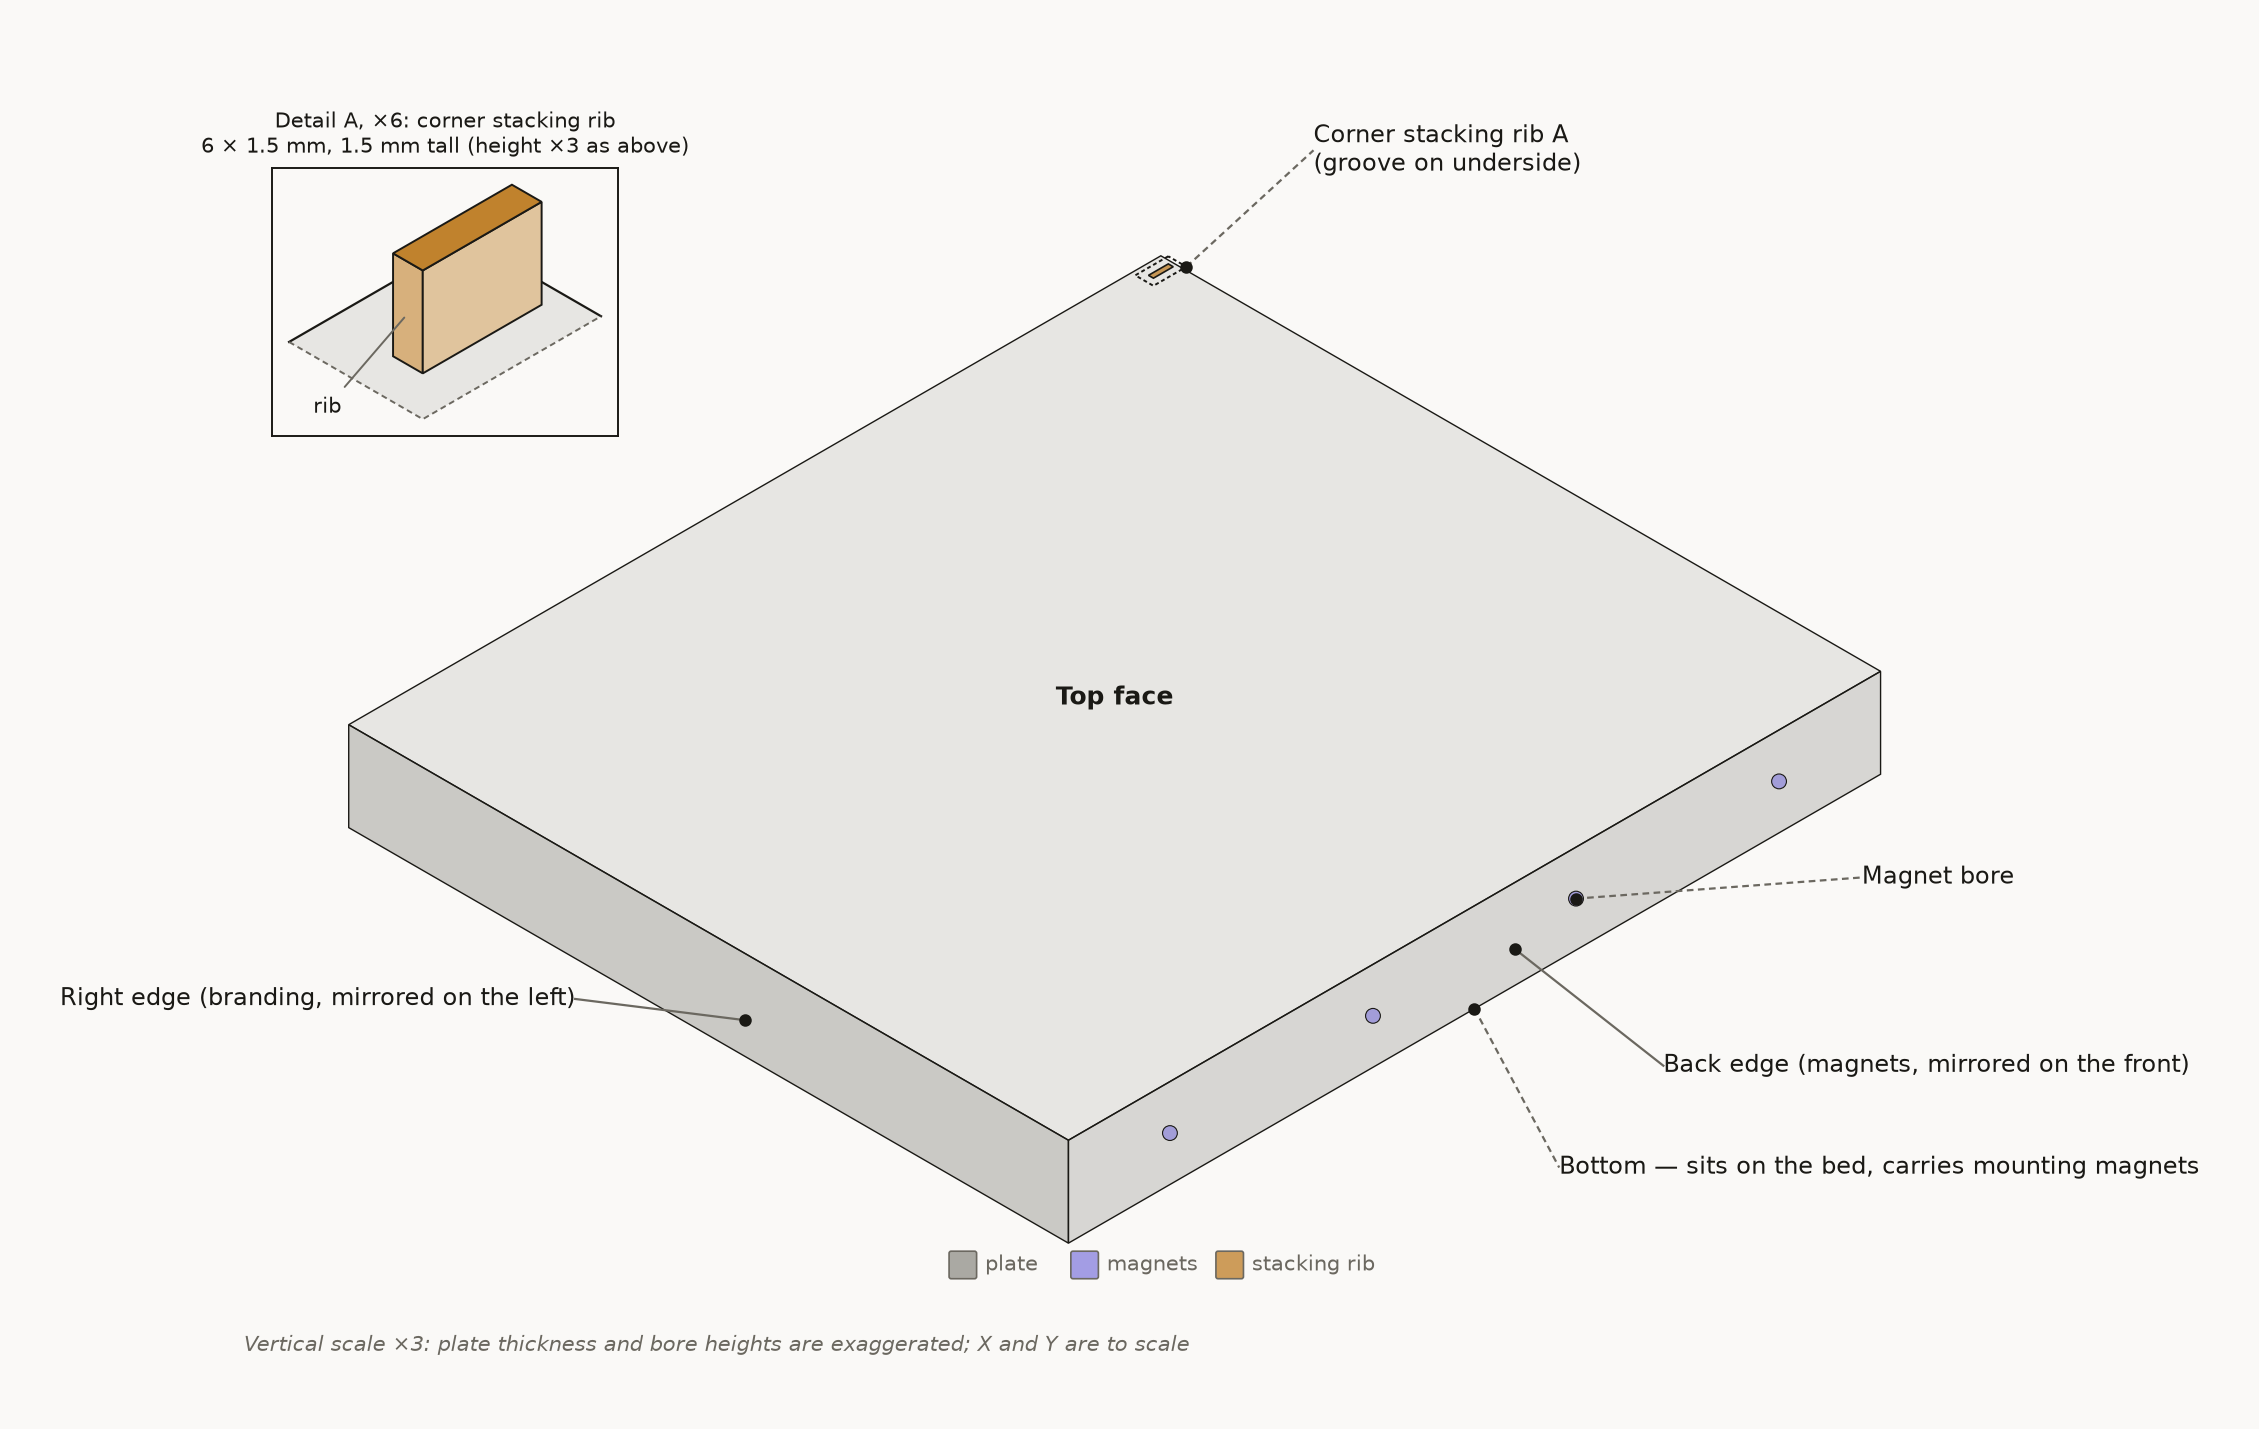 Detail A, ×6: corner stacking rib
6 × 1.5 mm, 1.5 mm tall (height ×3 as above)
rib
Corner stacking rib A
(groove on underside)
Top face
Magnet bore
Right edge (branding, mirrored on the left)
Back edge (magnets, mirrored on the front)
Bottom — sits on the bed, carries mounting magnets
plate
magnets
stacking rib
Vertical scale ×3: plate thickness and bore heights are exaggerated; X and Y are to scale